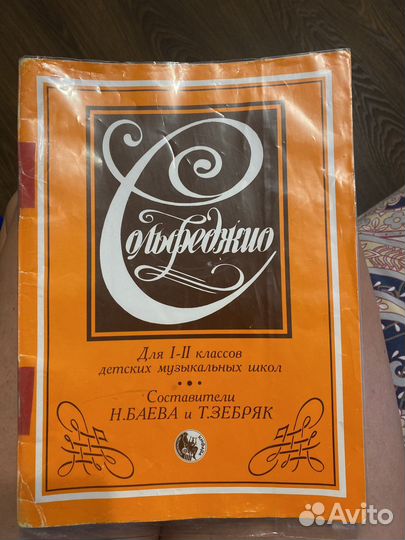 Сольфеджио
Для I-II классов
детских музыкальных школ
Составители
Н.БАЕВА и Т.ЗЕБРЯК
Avito